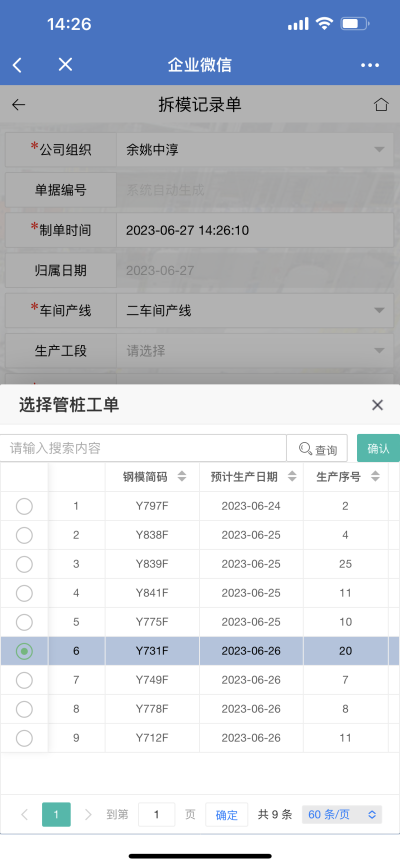 14:26
企业微信
拆模记录单
*公司组织 余姚中淳
单据编号 系统自动生成
*制单时间 2023-06-27 14:26:10
归属日期 2023-06-27
*车间产线 二车间产线
生产工段 请选择
选择管桩工单
请输入搜索内容 查询 确认
钢模简码 预计生产日期 生产序号
1 Y797F 2023-06-24 2
2 Y838F 2023-06-25 4
3 Y839F 2023-06-25 25
4 Y841F 2023-06-25 11
5 Y775F 2023-06-25 10
6 Y731F 2023-06-26 20
7 Y749F 2023-06-26 7
8 Y778F 2023-06-26 8
9 Y712F 2023-06-26 11
1 到第 1 页 确定 共 9 条 60 条/页